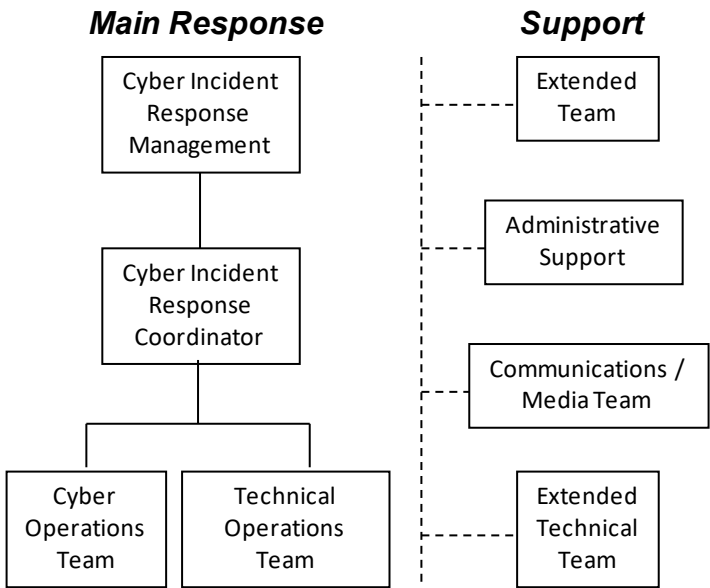 Main Response
Cyber Incident
Response
Management
Cyber Incident
Response
Coordinator
Cyber
Operations
Team
Technical
Operations
Team
Support
Extended
Team
Administrative
Support
Communications /
Media Team
Extended
Technical
Team